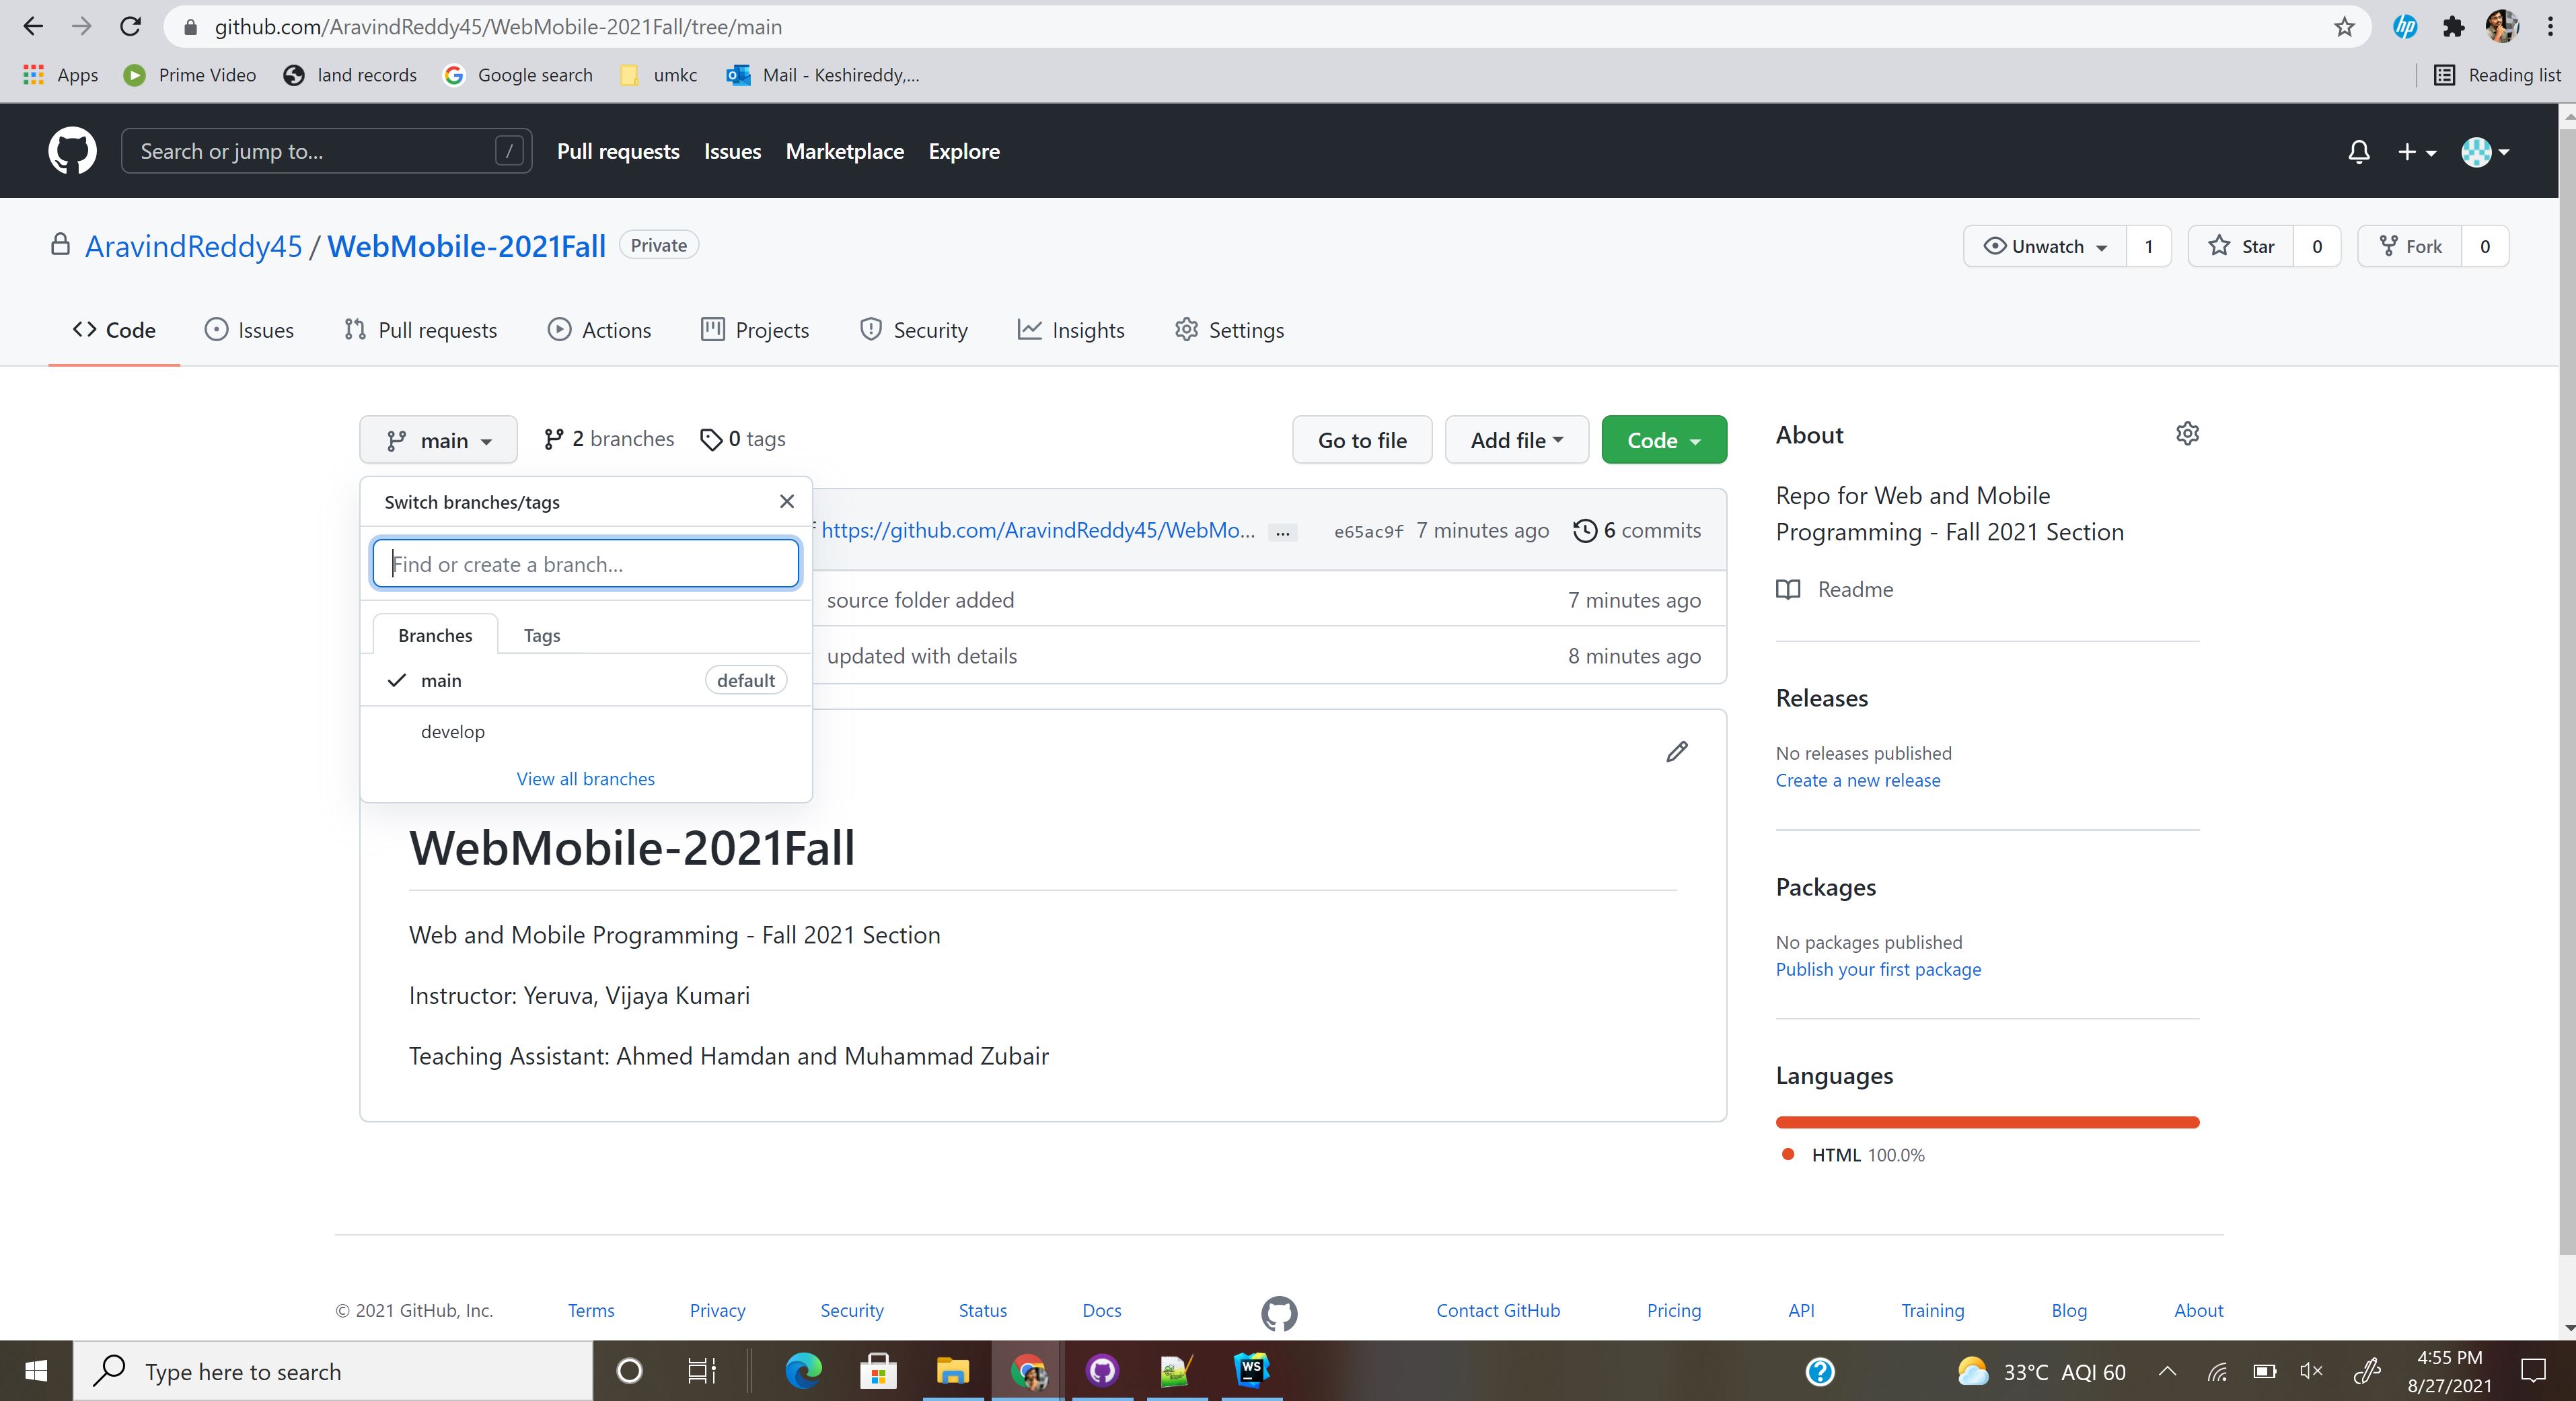 github.com/AravindReddy45/WebMobile-2021Fall/tree/main
Apps Prime Video land records Google search umkc Mail - Keshireddy,... Reading list
Search or jump to... / Pull requests Issues Marketplace Explore
AravindReddy45 / WebMobile-2021Fall Private Unwatch 1 Star 0 Fork 0
Code Issues Pull requests Actions Projects Security Insights Settings
main 2 branches 0 tags Go to file Add file Code
Switch branches/tags
https://github.com/AravindReddy45/WebMo... ... e65ac9f 7 minutes ago 6 commits
Find or create a branch...
source folder added 7 minutes ago
Branches Tags
updated with details 8 minutes ago
main default
develop
View all branches
WebMobile-2021Fall
Web and Mobile Programming - Fall 2021 Section
Instructor: Yeruva, Vijaya Kumari
Teaching Assistant: Ahmed Hamdan and Muhammad Zubair
About
Repo for Web and Mobile
Programming - Fall 2021 Section
Readme
Releases
No releases published
Create a new release
Packages
No packages published
Publish your first package
Languages
HTML 100.0%
© 2021 GitHub, Inc. Terms Privacy Security Status Docs Contact GitHub Pricing API Training Blog About
Type here to search WS 33°C AQI 60 4:55 PM
8/27/2021